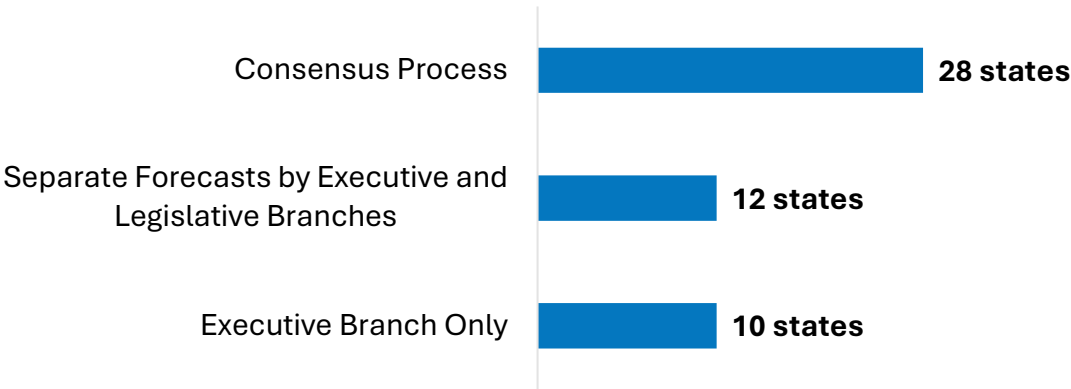 Consensus Process
28 states
Separate Forecasts by Executive and
Legislative Branches
12 states
Executive Branch Only
10 states